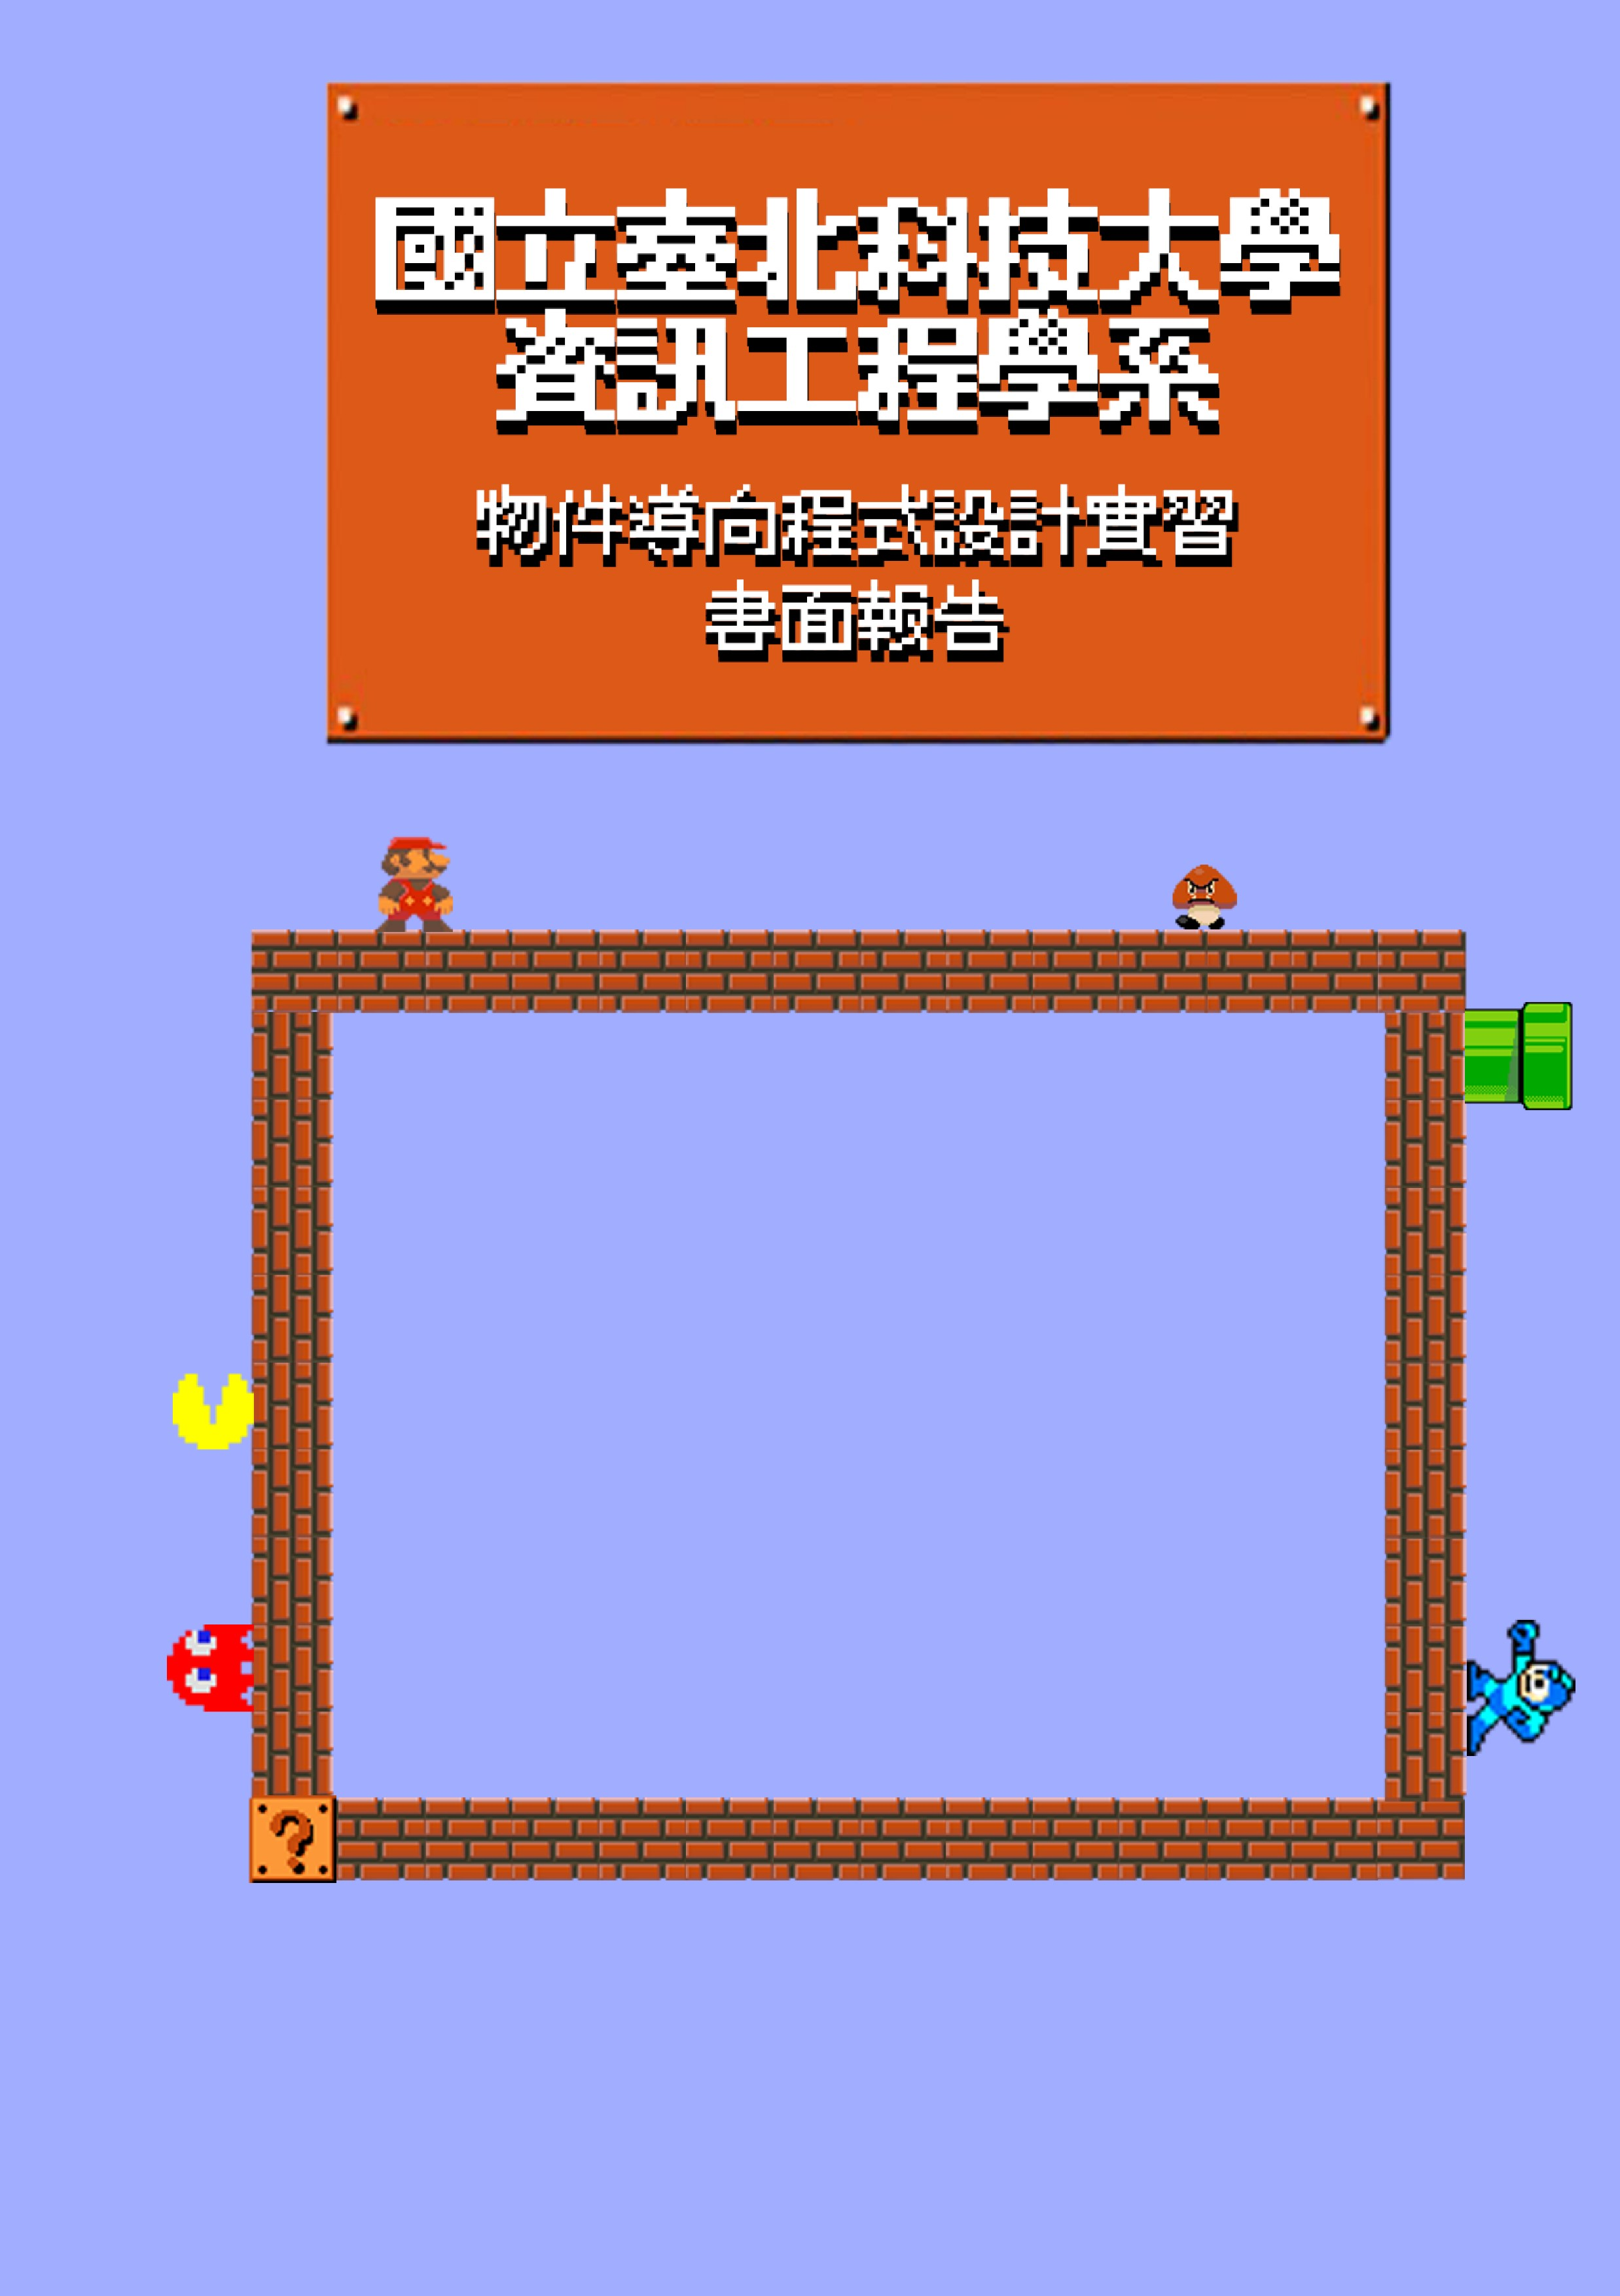 國立臺北科技大學
資訊工程學系
物件導向程式設計實習
書面報告
?